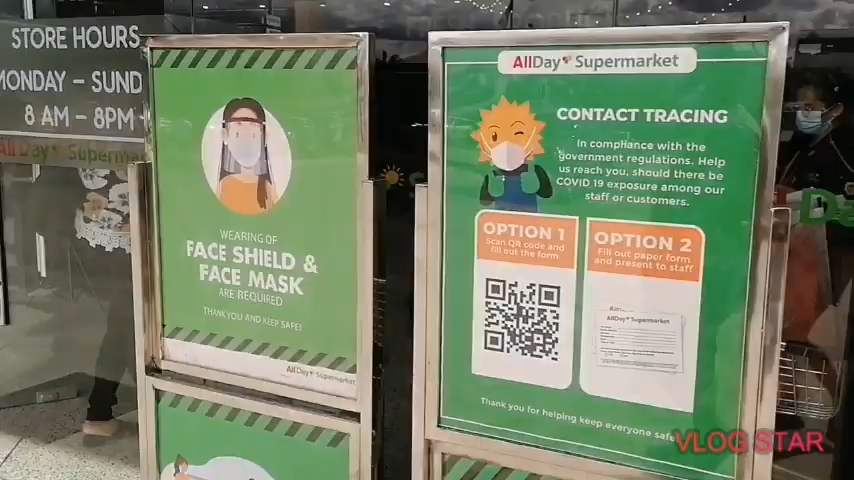 STORE HOURS
MONDAY – SUND
8 AM – 8PM
AllDay Superma
WEARING OF
FACE SHIELD &
FACE MASK
ARE REQUIRED
THANK YOU AND KEEP SAFE!
AllDay Supermarket
AllDay Supermarket
CONTACT TRACING
In compliance with the
government regulations. Help
us reach you, should there be
COVID 19 exposure among our
staff or customers.
OPTION 1
Scan QR code and
fill out the form
OPTION 2
Fill out paper form
and present to staff
AllDay Supermarket
Thank you for helping keep everyone safe
VLOG STAR